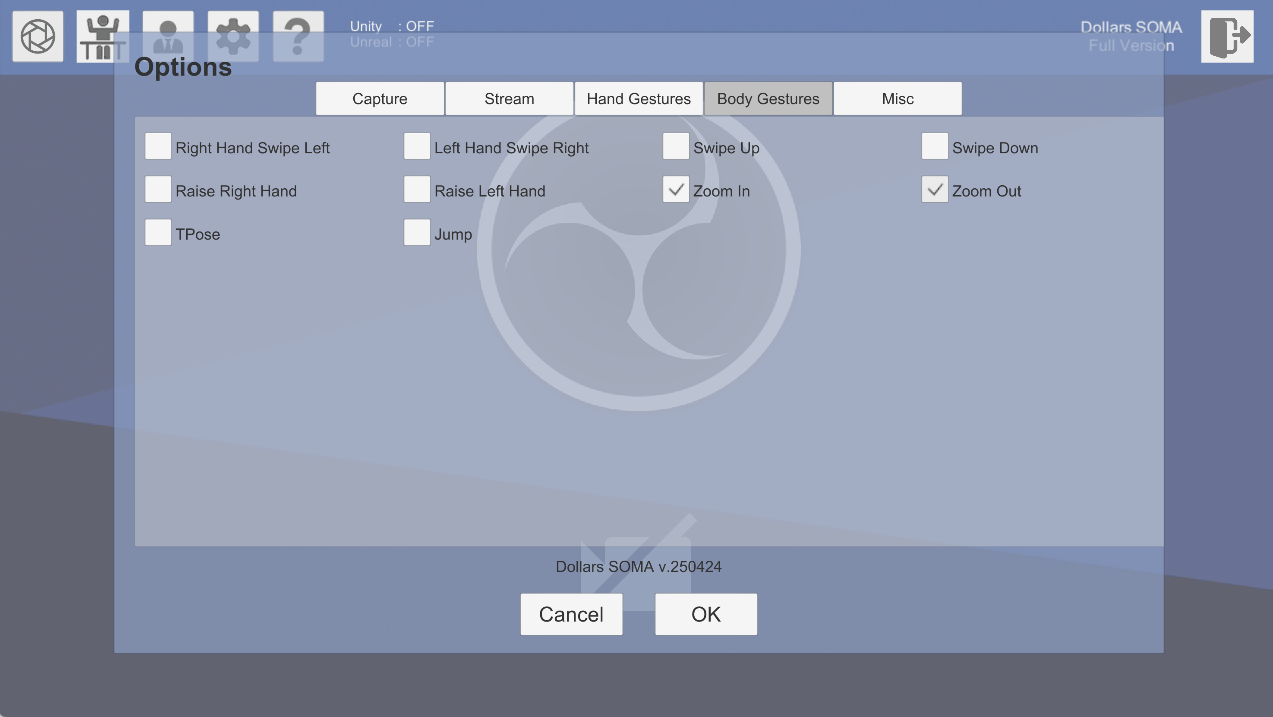 Unity : OFF
Unreal : OFF
Dollars SOMA
Full Version
Options
Capture
Stream
Hand Gestures
Body Gestures
Misc
Right Hand Swipe Left
Left Hand Swipe Right
Swipe Up
Swipe Down
Raise Right Hand
Raise Left Hand
Zoom In
Zoom Out
TPose
Jump
Dollars SOMA v.250424
Cancel
OK